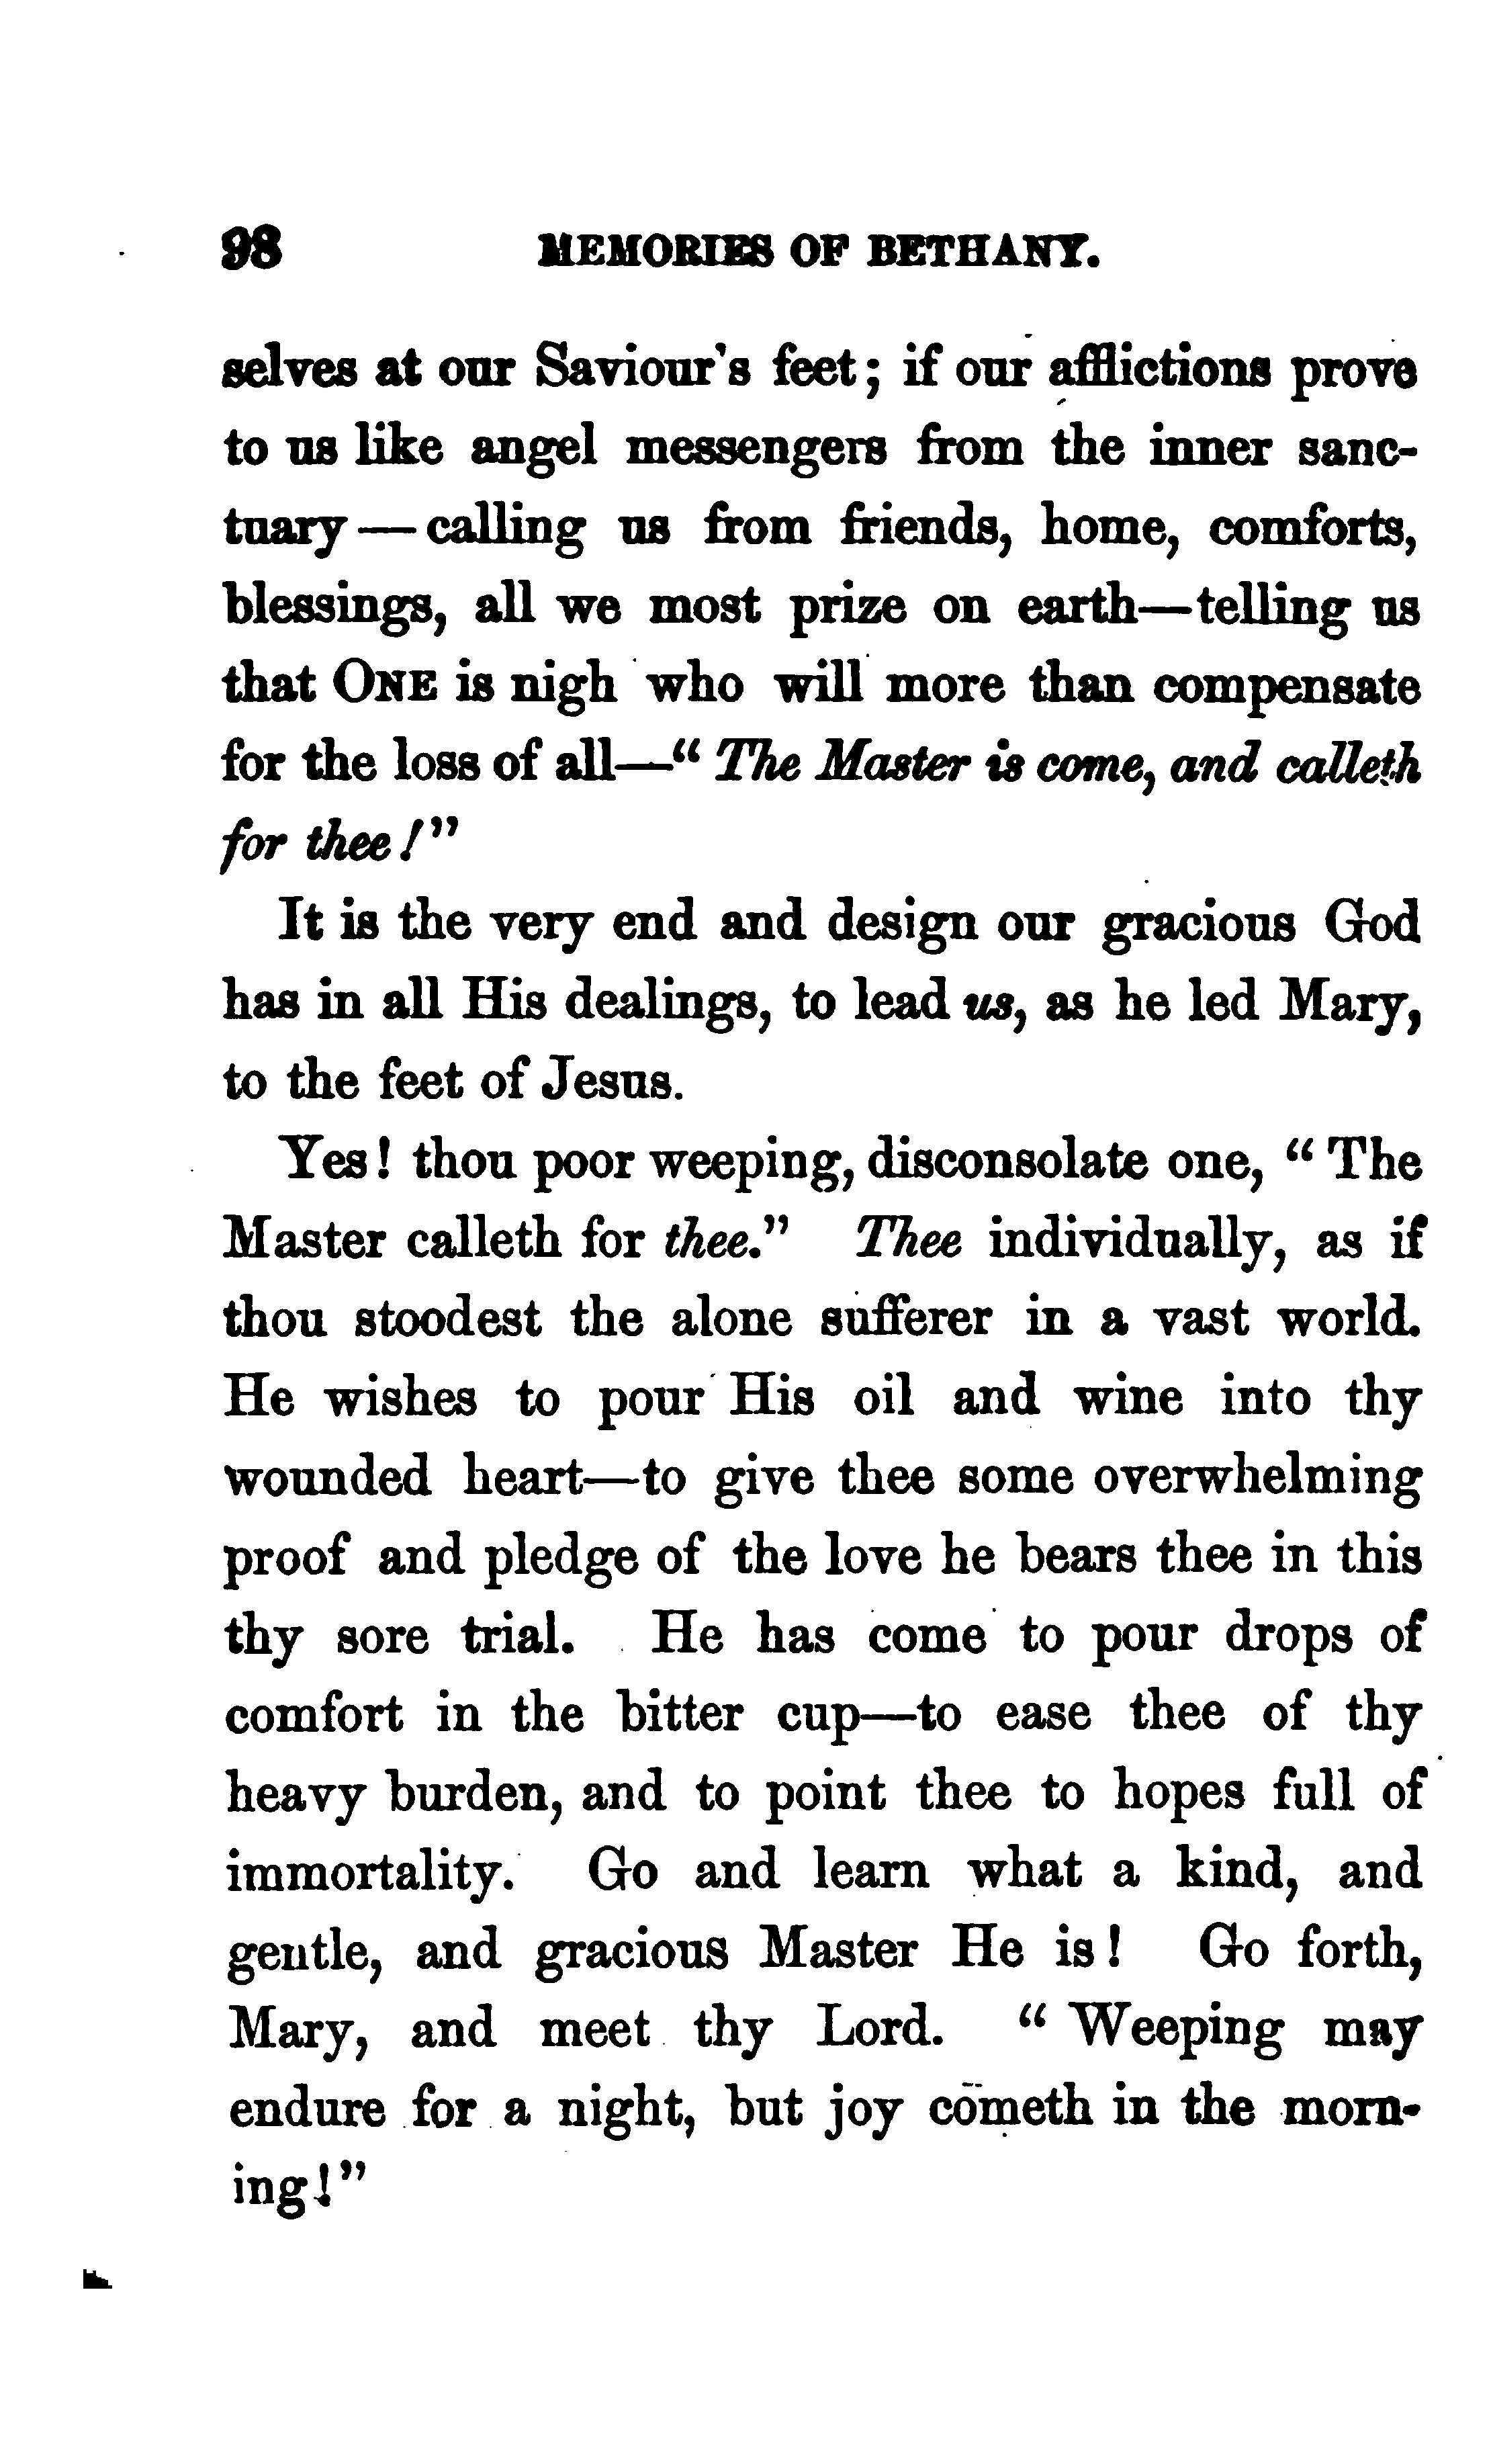 98 MEMORIES OF BETHANY.
selves at our Saviour's feet; if our afflictions prove
to us like angel messengers from the inner sanc-
tuary—calling us from friends, home, comforts,
blessings, all we most prize on earth—telling us
that ONE is nigh who will more than compensate
for the loss of all—“The Master is come, and calleth
for thee!”
It is the very end and design our gracious God
has in all His dealings, to lead us, as he led Mary,
to the feet of Jesus.
Yes! thou poor weeping, disconsolate one, “The
Master calleth for thee.” Thee individually, as if
thou stoodest the alone sufferer in a vast world.
He wishes to pour His oil and wine into thy
wounded heart—to give thee some overwhelming
proof and pledge of the love he bears thee in this
thy sore trial. He has come to pour drops of
comfort in the bitter cup—to ease thee of thy
heavy burden, and to point thee to hopes full of
immortality. Go and learn what a kind, and
gentle, and gracious Master He is! Go forth,
Mary, and meet thy Lord. “Weeping may
endure for a night, but joy cometh in the morn-
ing!”